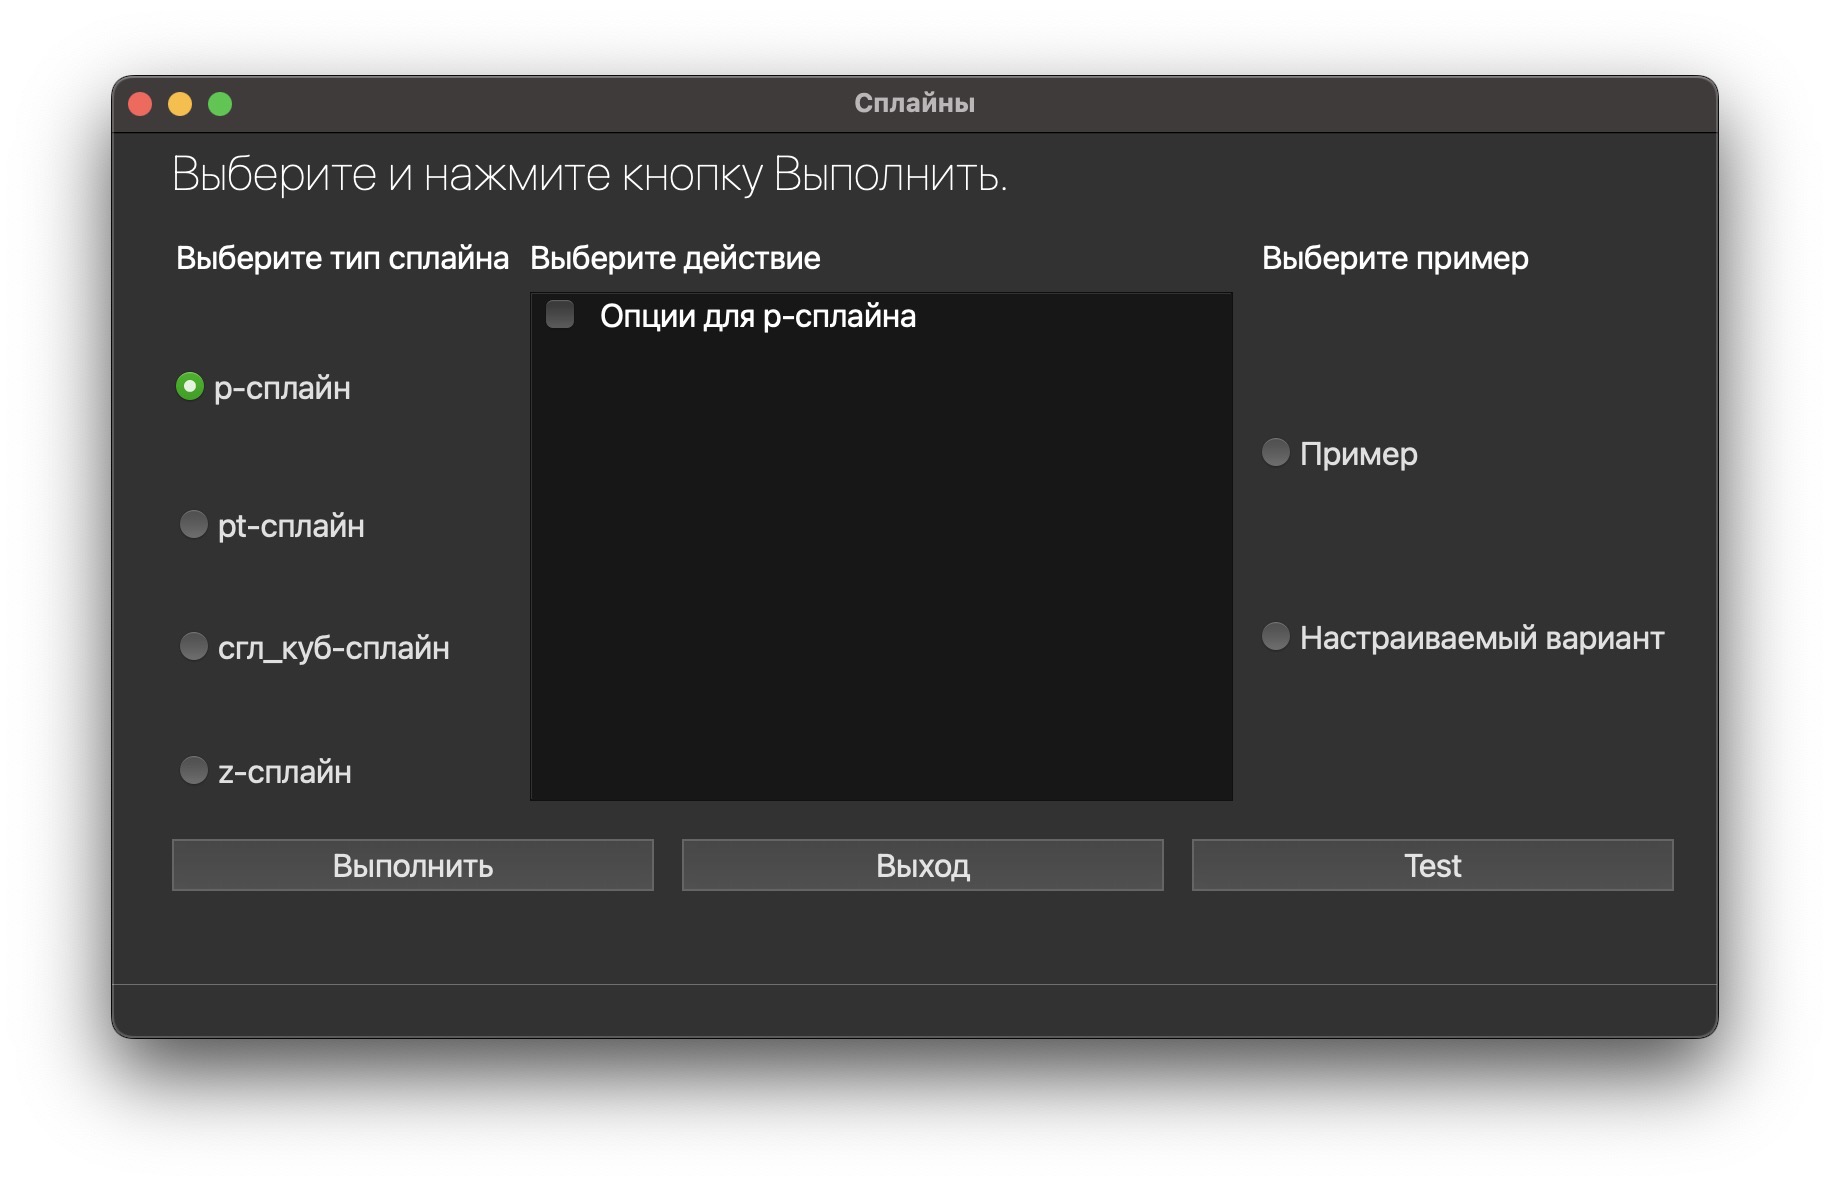 Сплайны
Выберите и нажмите кнопку Выполнить.
Выберите тип сплайна
Выберите действие
Выберите пример
Опции для p-сплайна
p-сплайн
pt-сплайн
сгл_куб-сплайн
z-сплайн
Пример
Настраиваемый вариант
Выполнить
Выход
Test